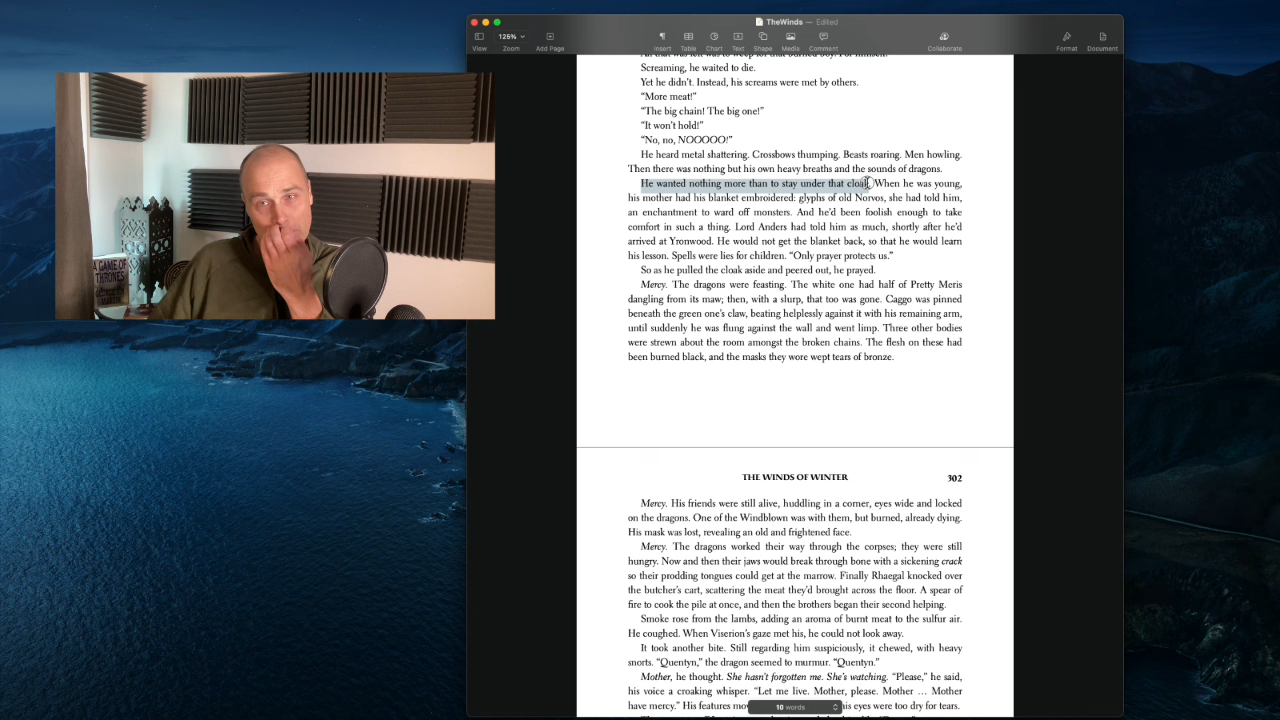 TheWinds — Edited
125%
View
Zoom
Add Page
Insert
Table
Chart
Text
Shape
Media
Comment
Collaborate
Format
Document
Screaming, he waited to die.
Yet he didn't. Instead, his screams were met by others.
“More meat!”
“The big chain! The big one!”
“It won't hold!”
“No, no, NOOOOO!”
He heard metal shattering. Crossbows thumping. Beasts roaring. Men howling.
Then there was nothing but his own heavy breaths and the sounds of dragons.
He wanted nothing more than to stay under that cloak. When he was young,
his mother had his blanket embroidered: glyphs of old Norvos, she had told him,
an enchantment to ward off monsters. And he'd been foolish enough to take
comfort in such a thing. Lord Anders had told him as much, shortly after he'd
arrived at Yronwood. He would not get the blanket back, so that he would learn
his lesson. Spells were lies for children. “Only prayer protects us.”
So as he pulled the cloak aside and peered out, he prayed.
Mercy. The dragons were feasting. The white one had half of Pretty Meris
dangling from its maw; then, with a slurp, that too was gone. Caggo was pinned
beneath the green one's claw, beating helplessly against it with his remaining arm,
until suddenly he was flung against the wall and went limp. Three other bodies
were strewn about the room amongst the broken chains. The flesh on these had
been burned black, and the masks they wore wept tears of bronze.
THE WINDS OF WINTER 302
Mercy. His friends were still alive, huddling in a corner, eyes wide and locked
on the dragons. One of the Windblown was with them, but burned, already dying.
His mask was lost, revealing an old and frightened face.
Mercy. The dragons worked their way through the corpses; they were still
hungry. Now and then their jaws would break through bone with a sickening crack
so their prodding tongues could get at the marrow. Finally Rhaegal knocked over
the butcher's cart, scattering the meat they'd brought across the floor. A spear of
fire to cook the pile at once, and then the brothers began their second helping.
Smoke rose from the lambs, adding an aroma of burnt meat to the sulfur air.
He coughed. When Viserion's gaze met his, he could not look away.
It took another bite. Still regarding him suspiciously, it chewed, with heavy
snorts. “Quentyn,” the dragon seemed to murmur. “Quentyn.”
Mother, he thought. She hasn't forgotten me. She's watching. “Please,” he said,
his voice a croaking whisper. “Let me live. Mother, please. Mother … Mother
have mercy.” His features his eyes were too dry for tears.
10 words
A GAME OF
THRONES